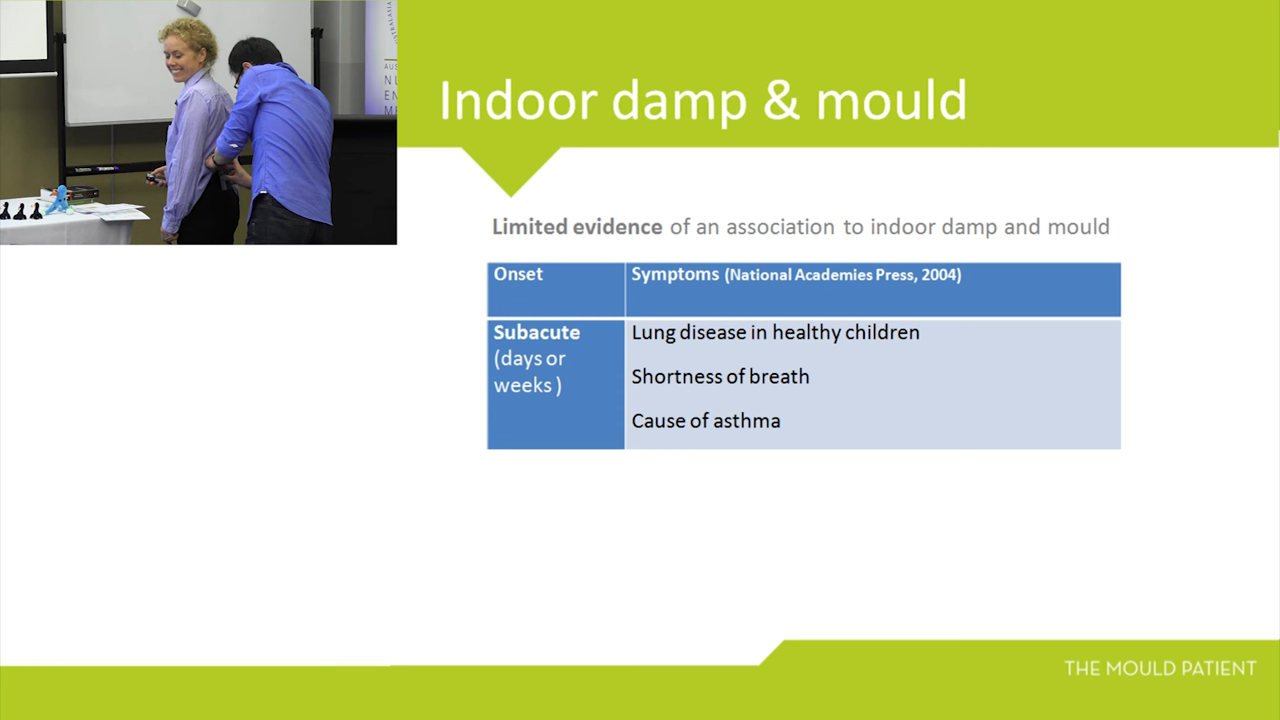 Indoor damp & mould
Limited evidence of an association to indoor damp and mould
Onset
Symptoms (National Academies Press, 2004)
Subacute
(days or
weeks )
Lung disease in healthy children
Shortness of breath
Cause of asthma
THE MOULD PATIENT